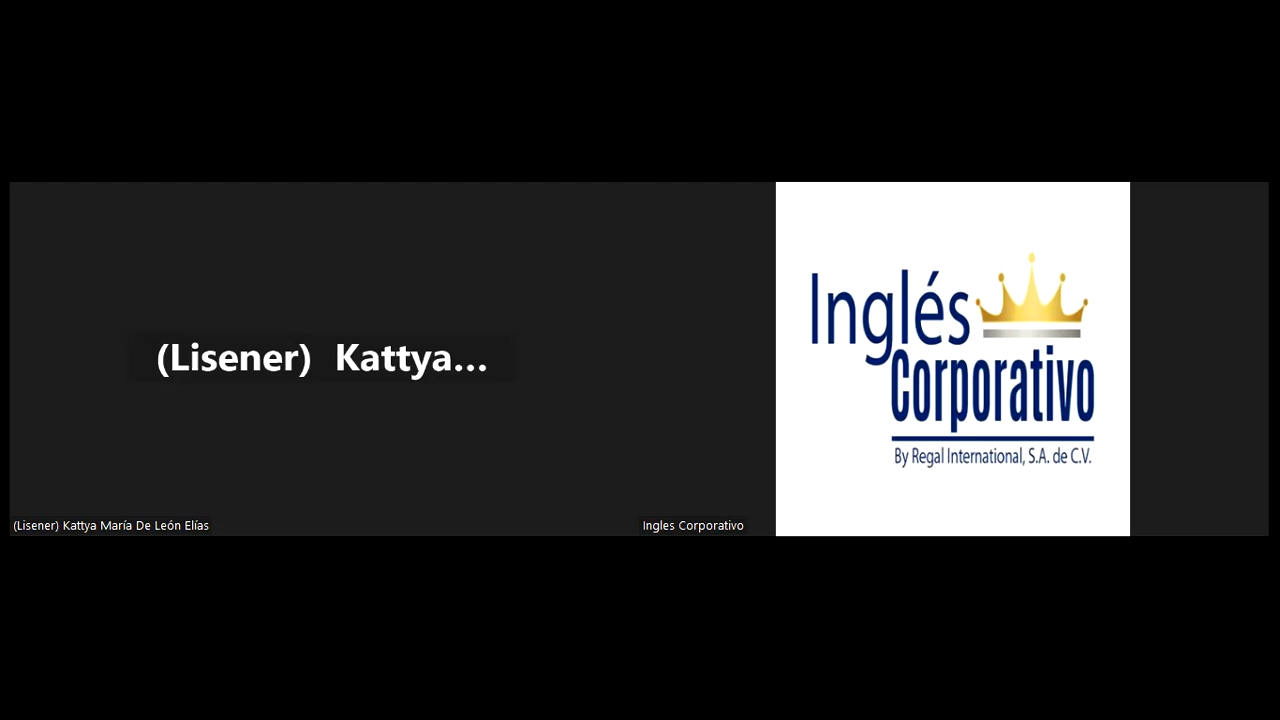 (Lisener)  Kattya...
(Lisener) Kattya María De León Elías
Ingles Corporativo
Inglés
Corporativo
By Regal International, S.A. de C.V.